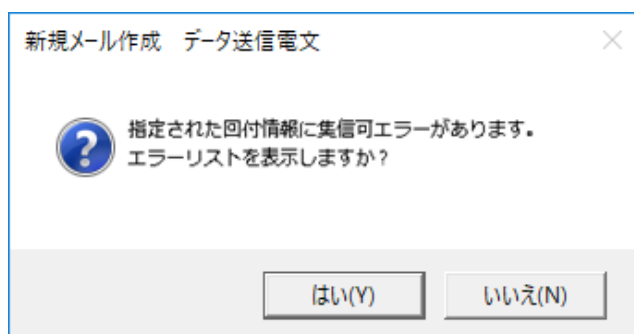 新規メール作成　データ送信電文
指定された回付情報に集信可エラーがあります。
エラーリストを表示しますか？
はい(Y)
いいえ(N)